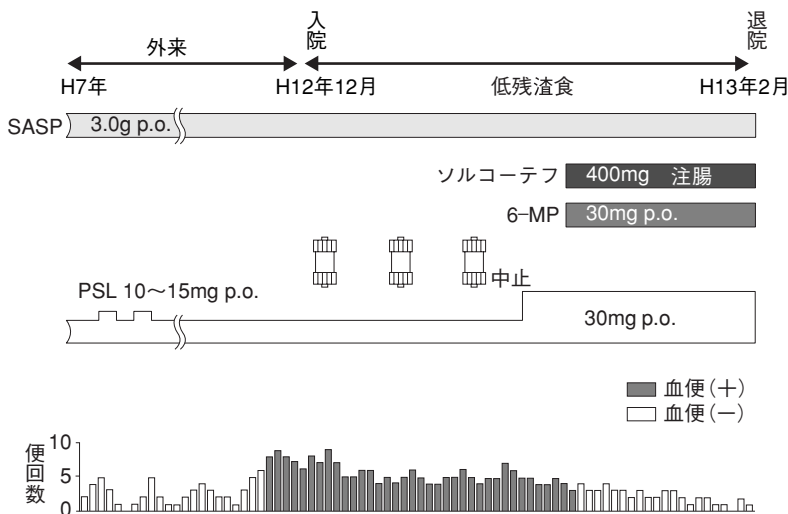 入院
退院
外来
H7年
H12年12月
低残渣食
H13年2月
SASP
3.0g p.o.
ソルコーテフ
400mg 注腸
6-MP
30mg p.o.
中止
PSL 10〜15mg p.o.
30mg p.o.
血便(+)
血便(-)
便回数
10
5
0